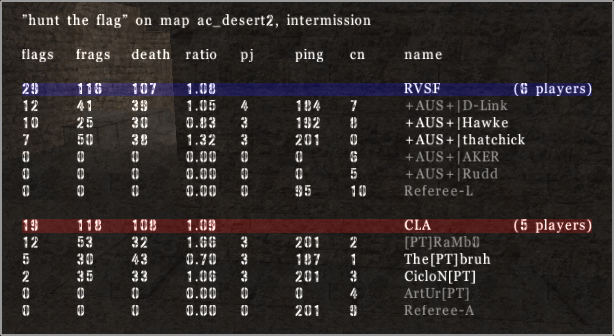 "hunt the flag" on map ac_desert2, intermission
flags frags death ratio pj ping cn name
29 116 107 1.08 RVSF (6 players)
12 41 39 1.05 4 184 7 +AUS+|D-Link
10 25 30 0.83 3 192 8 +AUS+|Hawke
7 50 38 1.32 3 201 0 +AUS+|thatchick
0 0 0 0.00 0 0 6 +AUS+|AKER
0 0 0 0.00 0 0 5 +AUS+|Rudd
0 0 0 0.00 0 95 10 Referee-L
19 118 108 1.09 CLA (5 players)
12 53 32 1.66 3 201 2 [PT]RaMb0
5 30 43 0.70 3 187 1 The[PT]bruh
2 35 33 1.06 3 201 3 CicloN[PT]
0 0 0 0.00 0 0 4 ArtUr[PT]
0 0 0 0.00 0 201 9 Referee-A